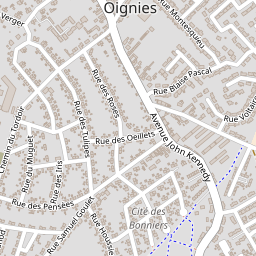 Oignies
Verger
Rue Montesquieu
Rue Blaise Pascal
Rue Voltaire
Rue des Roses
Avenue John Kennedy
Chemin du Tordoir
Rue des Tulipes
Rue des Oeillets
Rue du Muguet
Rue des Iris
Rue des Pensées
Cité des
Bonniers
Rue Samuel Goulet
Rue Houssière